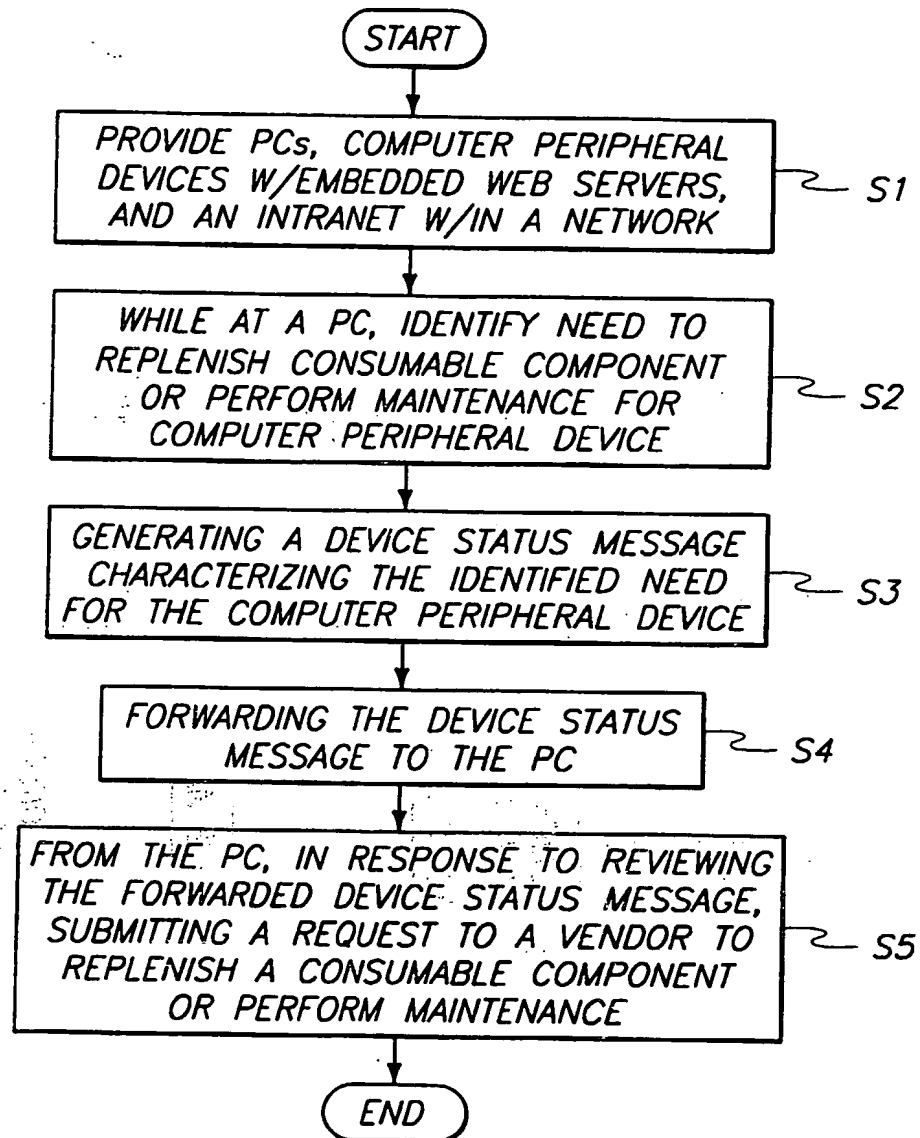 START
PROVIDE PCs, COMPUTER PERIPHERAL
DEVICES W/EMBEDDED WEB SERVERS,
AND AN INTRANET W/IN A NETWORK
S1
WHILE AT A PC, IDENTIFY NEED TO
REPLENISH CONSUMABLE COMPONENT
OR PERFORM MAINTENANCE FOR
COMPUTER PERIPHERAL DEVICE
S2
GENERATING A DEVICE STATUS MESSAGE
CHARACTERIZING THE IDENTIFIED NEED
FOR THE COMPUTER PERIPHERAL DEVICE
S3
FORWARDING THE DEVICE STATUS
MESSAGE TO THE PC
S4
FROM THE PC, IN RESPONSE TO REVIEWING
THE FORWARDED DEVICE STATUS MESSAGE,
SUBMITTING A REQUEST TO A VENDOR TO
REPLENISH A CONSUMABLE COMPONENT
OR PERFORM MAINTENANCE
S5
END